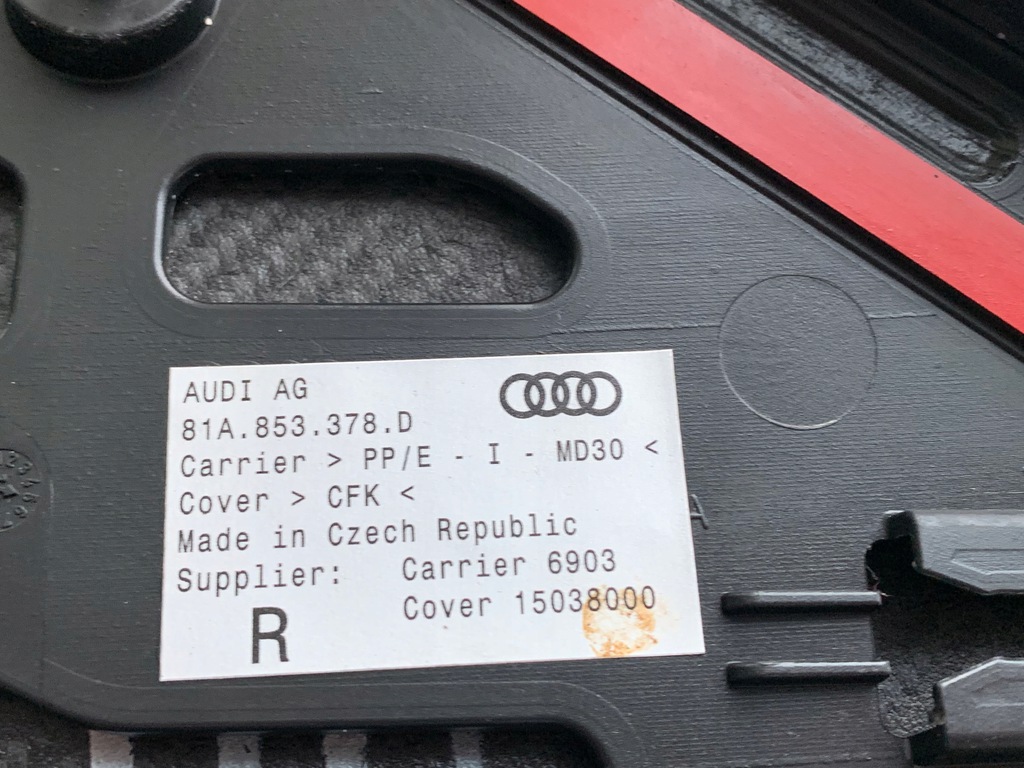 AUDI AG
81A.853.378.D
Carrier > PP/E - I - MD30 <
Cover > CFK <
Made in Czech Republic
Supplier: Carrier 6903
Cover 15038000
R
A